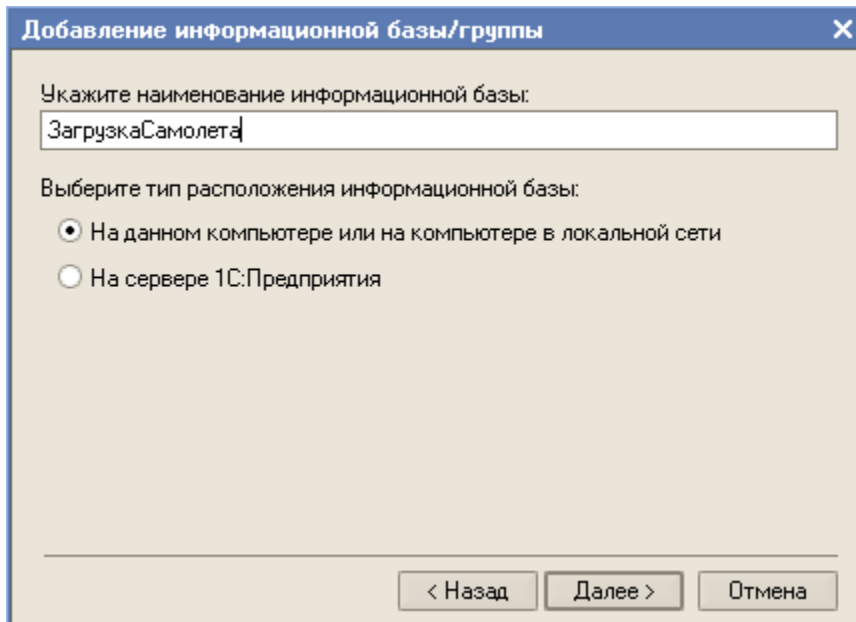 Добавление информационной базы/группы
Укажите наименование информационной базы:
ЗагрузкаСамолета
Выберите тип расположения информационной базы:
На данном компьютере или на компьютере в локальной сети
На сервере 1С:Предприятия
< Назад
Далее >
Отмена